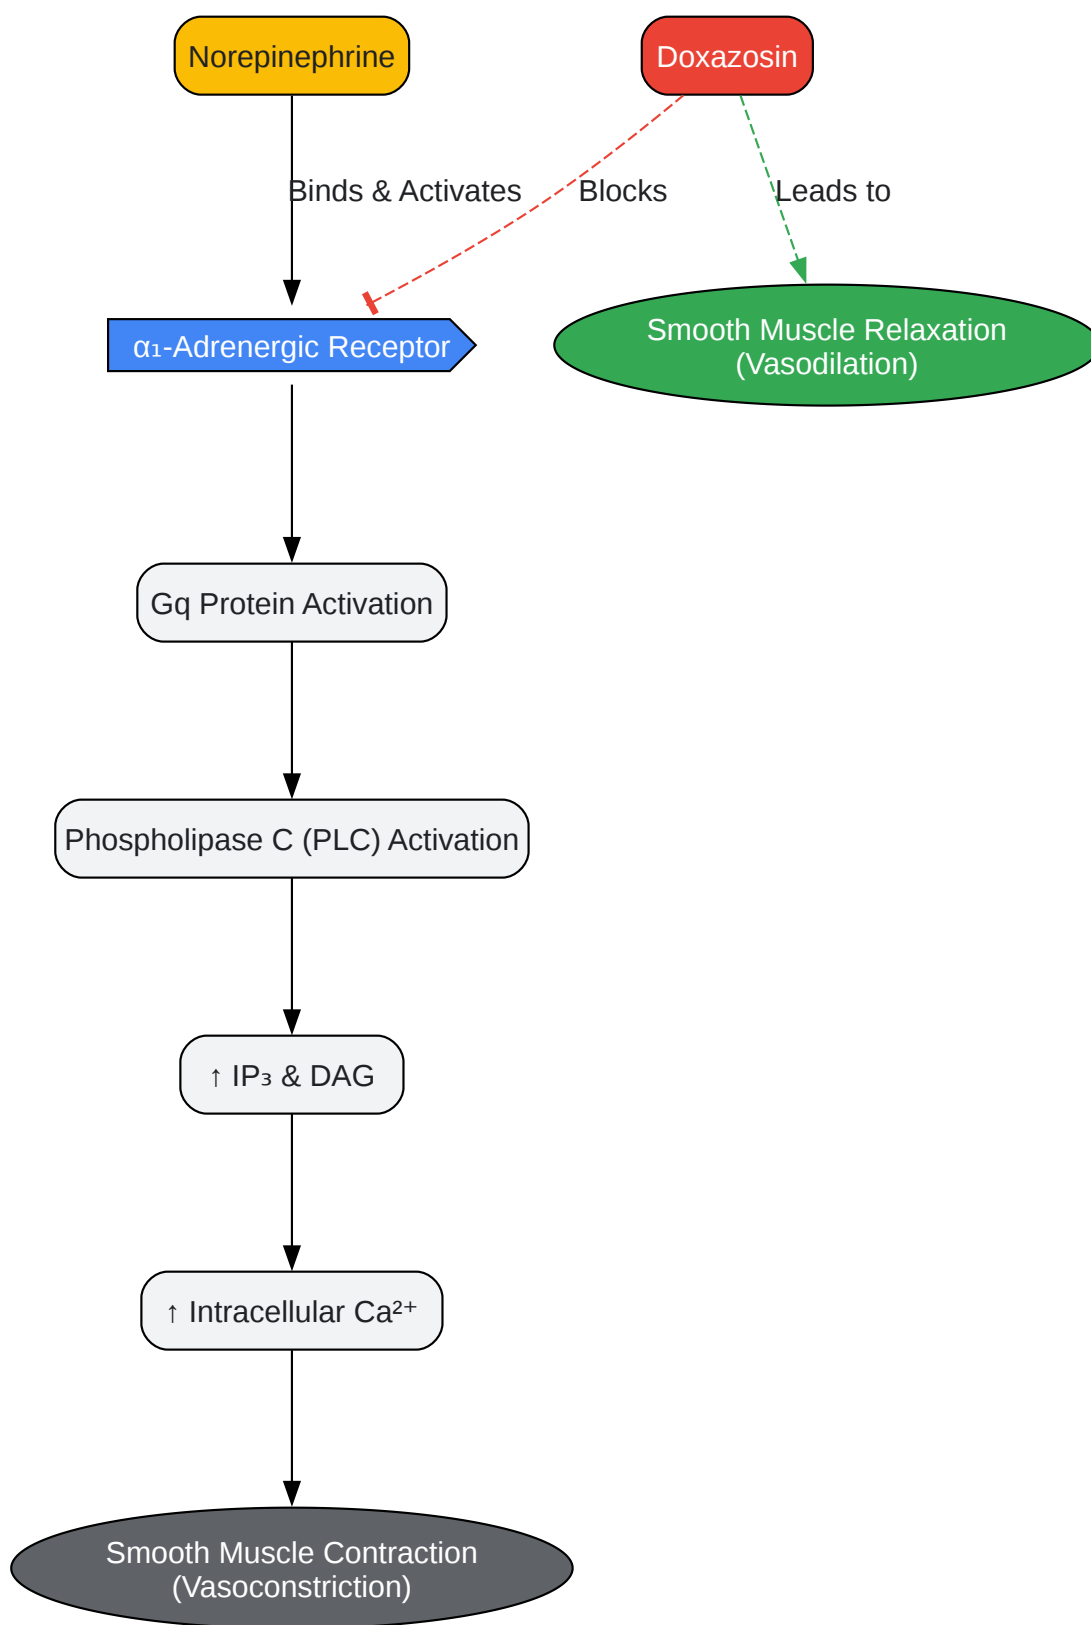 Norepinephrine
Doxazosin
Binds & Activates
Blocks
Leads to
α₁-Adrenergic Receptor
Smooth Muscle Relaxation
(Vasodilation)
Gq Protein Activation
Phospholipase C (PLC) Activation
↑ IP₃ & DAG
↑ Intracellular Ca²⁺
Smooth Muscle Contraction
(Vasoconstriction)